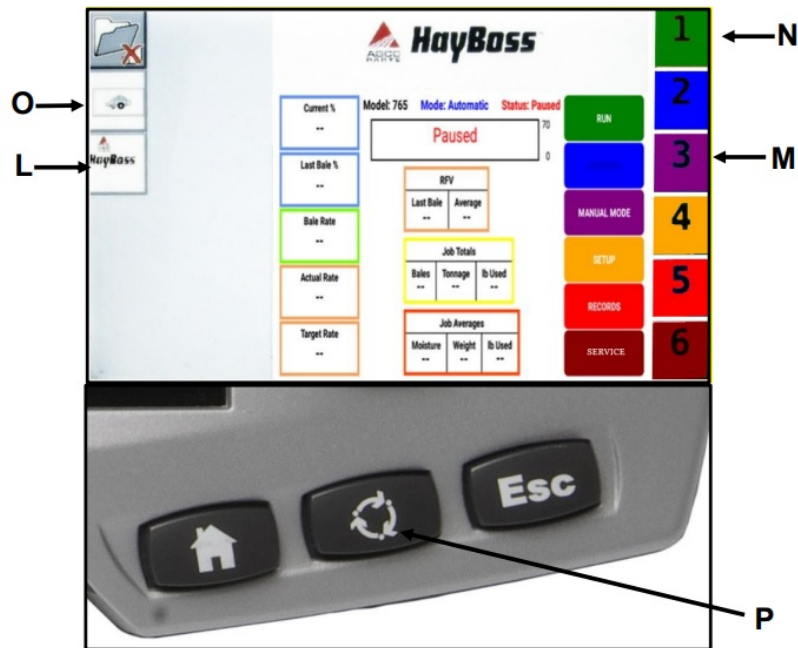 HayBoss
AGCO
PARTS
1
N
O
2
Current %
--
Model: 765 Mode: Automatic Status: Paused
Paused
70
0
RUN
L
HayBoss
3
M
Last Bale %
--
RFV
Last Bale
--
Average
--
MANUAL MODE
4
Bale Rate
--
Job Totals
Bales
--
Tonnage
--
lb Used
--
SETUP
5
Actual Rate
--
RECORDS
Target Rate
--
Job Averages
Moisture
--
Weight
--
lb Used
--
SERVICE
6
Esc
P